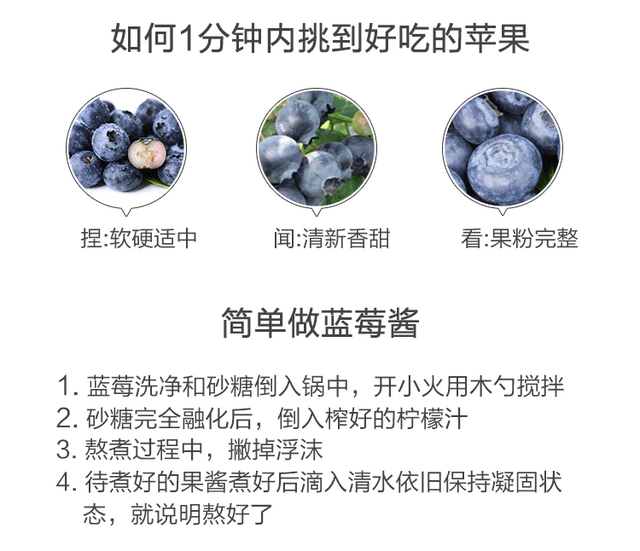 如何1分钟内挑到好吃的苹果
捏:软硬适中
闻:清新香甜
看:果粉完整
简单做蓝莓酱
1. 蓝莓洗净和砂糖倒入锅中，开小火用木勺搅拌
2. 砂糖完全融化后，倒入榨好的柠檬汁
3. 熬煮过程中，撇掉浮沫
4. 待煮好的果酱煮好后滴入清水依旧保持凝固状
态，就说明熬好了